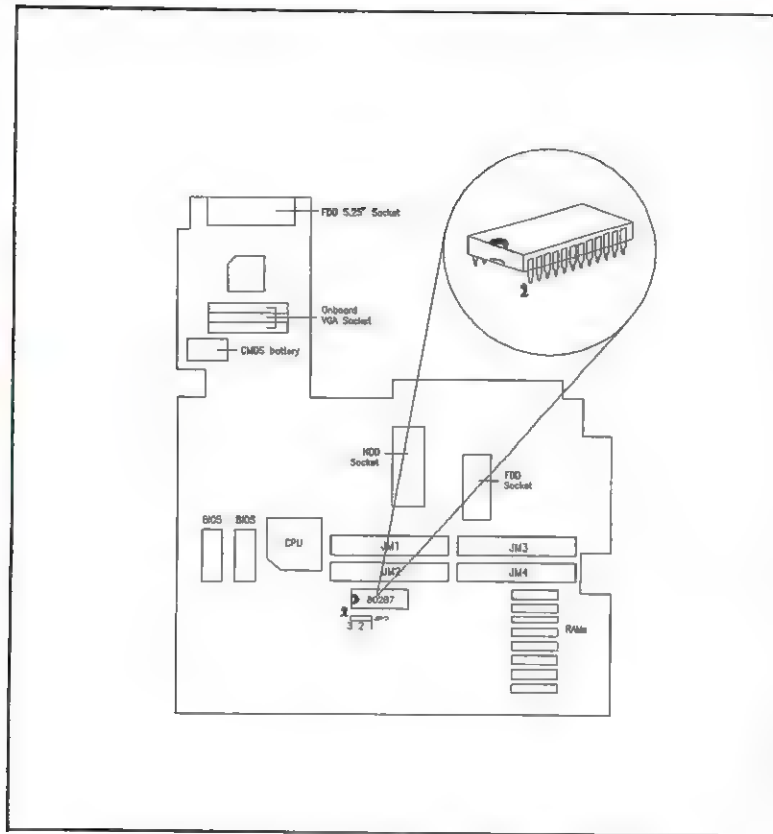 FDD 5.25" Socket
1
Onboard
VGA Socket
CMOS battery
HDD
Socket
FDD
Socket
BIOS
BIOS
CPU
JM1
JM3
JM2
JM4
80287
1
3 2
RAMs